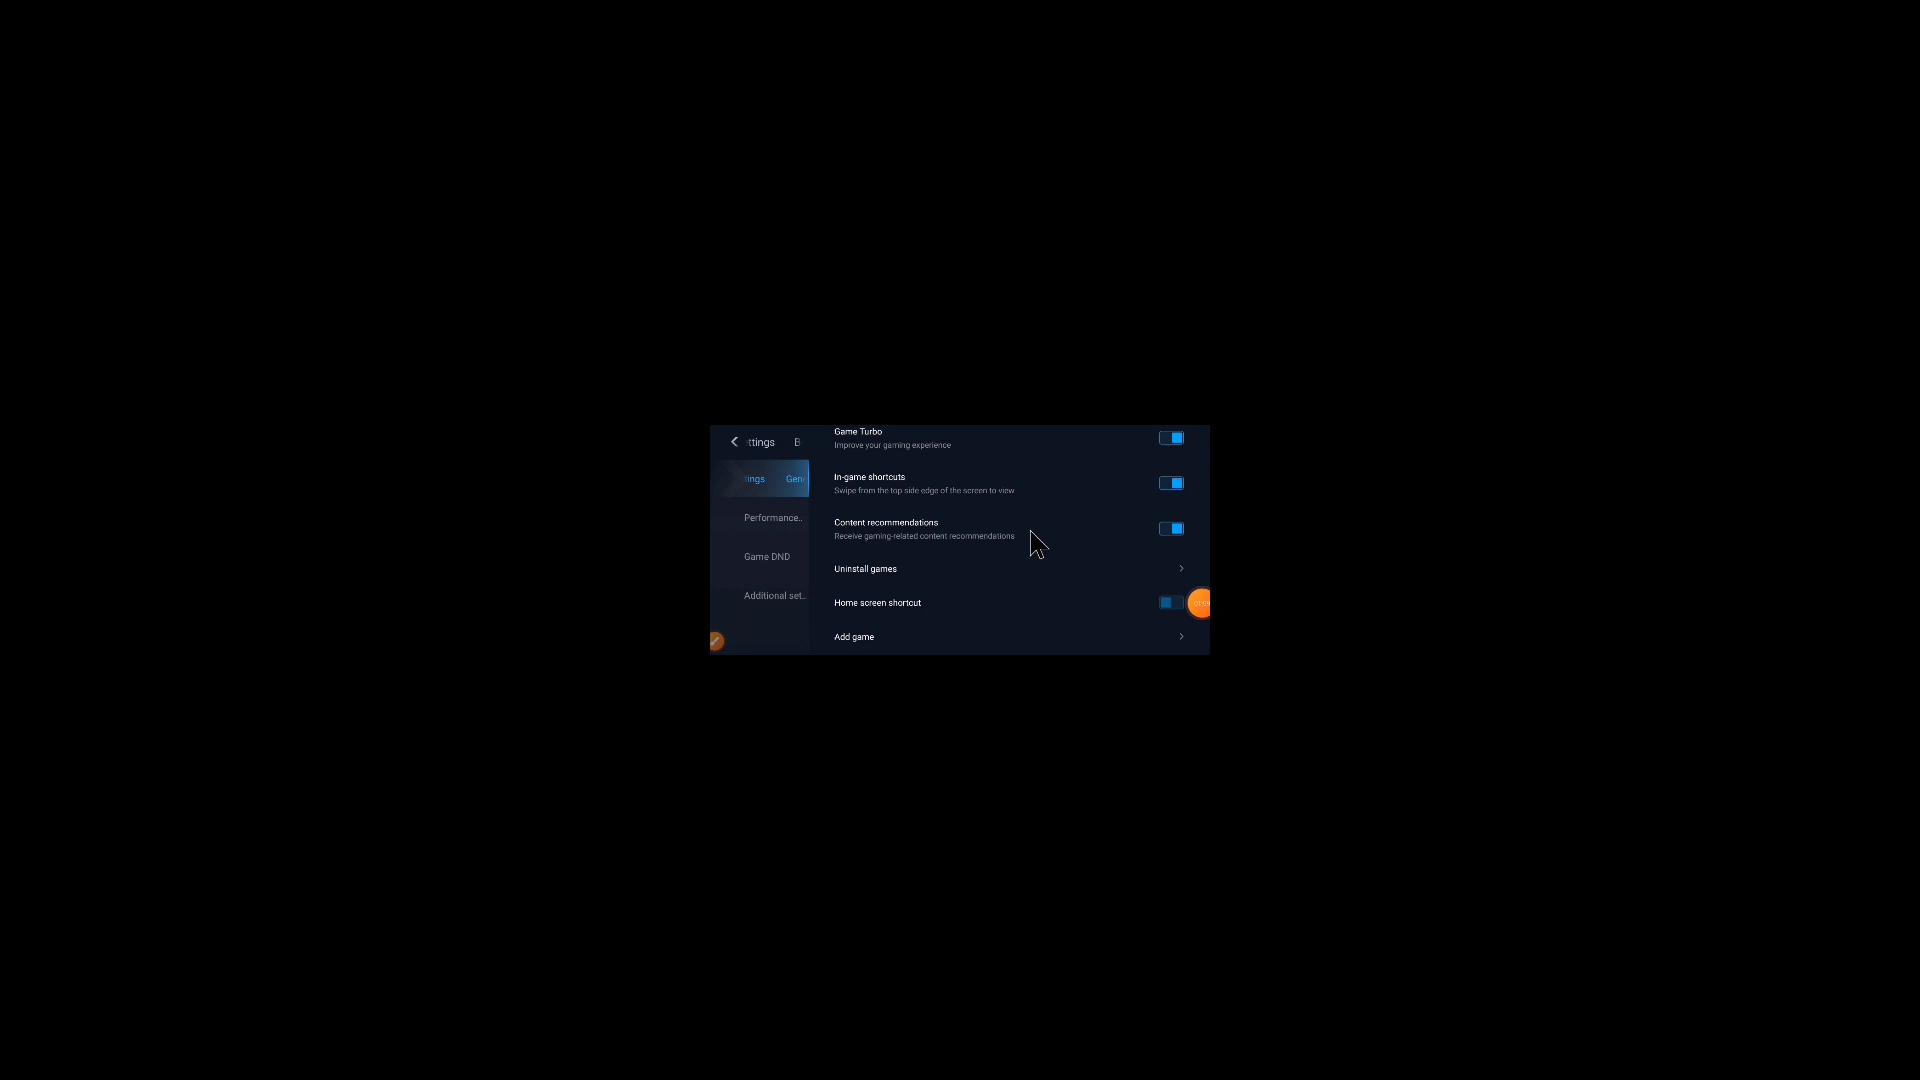 ttings B
tings Gen
Performance..
Game DND
Additional set..
Game Turbo
Improve your gaming experience
In-game shortcuts
Swipe from the top side edge of the screen to view
Content recommendations
Receive gaming-related content recommendations
Uninstall games
Home screen shortcut
Add game